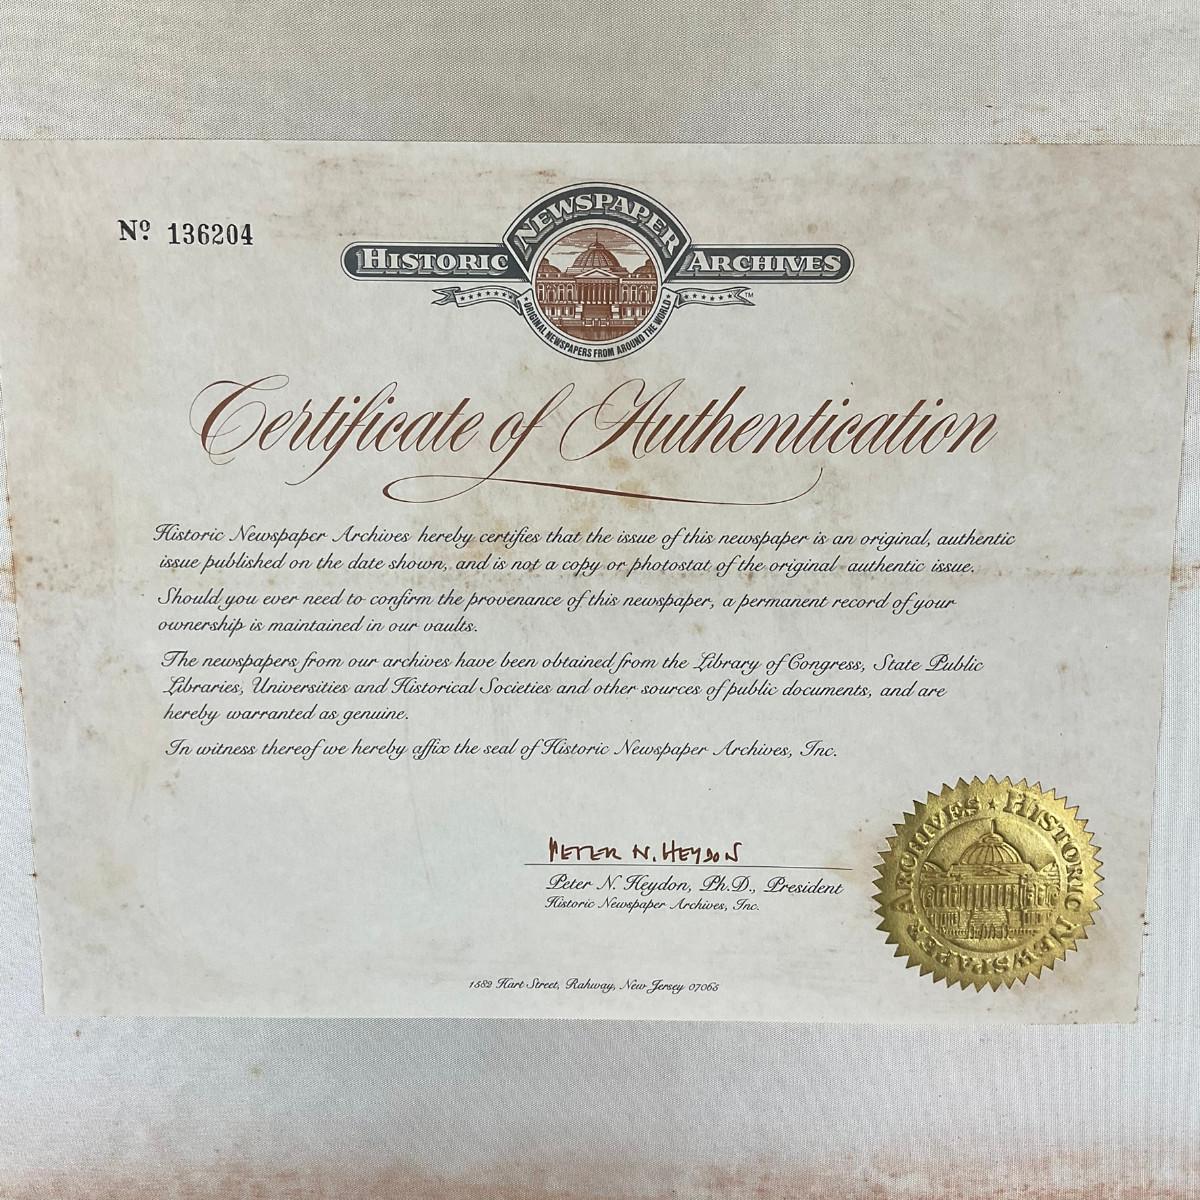 Nº 136204
HISTORIC NEWSPAPER ARCHIVES
ORIGINAL NEWSPAPERS FROM AROUND THE WORLD
TM
Certificate of Authentication
Historic Newspaper Archives hereby certifies that the issue of this newspaper is an original, authentic
issue published on the date shown, and is not a copy or photostat of the original authentic issue.
Should you ever need to confirm the provenance of this newspaper, a permanent record of your
ownership is maintained in our vaults.
The newspapers from our archives have been obtained from the Library of Congress, State Public
Libraries, Universities and Historical Societies and other sources of public documents, and are
hereby warranted as genuine.
In witness thereof we hereby affix the seal of Historic Newspaper Archives, Inc.
PETER N. HEYDON
Peter N. Heydon, Ph.D., President
Historic Newspaper Archives, Inc.
HISTORIC NEWSPAPER ARCHIVES
1582 Hart Street, Rahway, New Jersey 07065